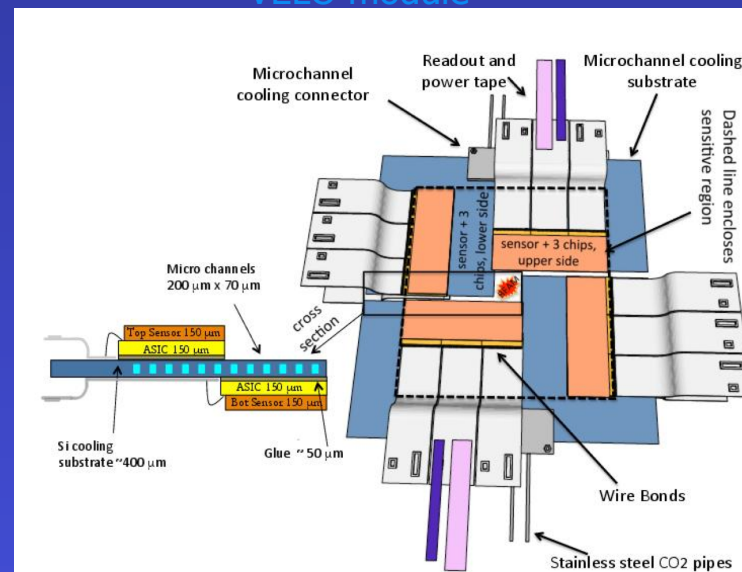 VELO module
Microchannel
cooling connector
Readout and
power tape
Microchannel cooling
substrate
Dashed line encloses
sensitive region
sensor + 3
chips, lower side
sensor + 3 chips,
upper side
Micro channels
200 µm x 70 µm
cross
section
Top Sensor 150 µm
ASIC 150 µm
ASIC 150 µm
Bot Sensor 150 µm
Si cooling
substrate ~400 µm
Glue ~ 50 µm
Wire Bonds
Stainless steel CO2 pipes